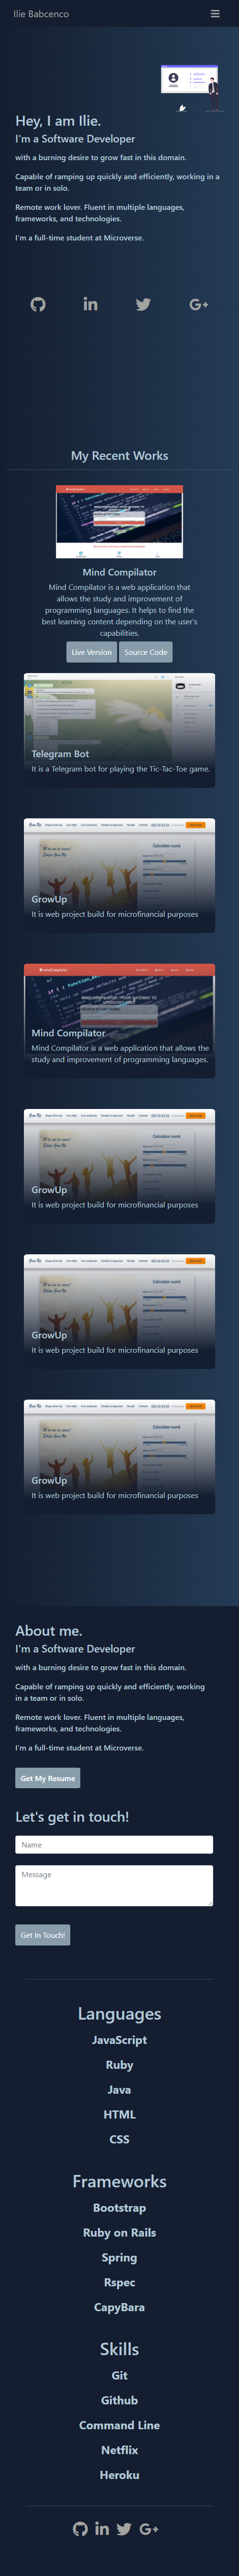 Ilie Babcenco
Hey, I am Ilie.
I'm a Software Developer
with a burning desire to grow fast in this domain.
Capable of ramping up quickly and efficiently, working in a
team or in solo.
Remote work lover. Fluent in multiple languages,
frameworks, and technologies.
I'm a full-time student at Microverse.
My Recent Works
Mind Compilator
Mind Compilator is a web application that
allows the study and improvement of
programming languages. It helps to find the
best learning content depending on the user's
capabilities.
Live Version Source Code
Telegram Bot
It is a Telegram bot for playing the Tic-Tac-Toe game.
GrowUp
It is web project build for microfinancial purposes
Mind Compilator
Mind Compilator is a web application that allows the
study and improvement of programming languages.
GrowUp
It is web project build for microfinancial purposes
GrowUp
It is web project build for microfinancial purposes
GrowUp
It is web project build for microfinancial purposes
About me.
I'm a Software Developer
with a burning desire to grow fast in this domain.
Capable of ramping up quickly and efficiently, working
in a team or in solo.
Remote work lover. Fluent in multiple languages,
frameworks, and technologies.
I'm a full-time student at Microverse.
Get My Resume
Let's get in touch!
Name
Message
Get In Touch!
Languages
JavaScript
Ruby
Java
HTML
CSS
Frameworks
Bootstrap
Ruby on Rails
Spring
Rspec
CapyBara
Skills
Git
Github
Command Line
Netflix
Heroku